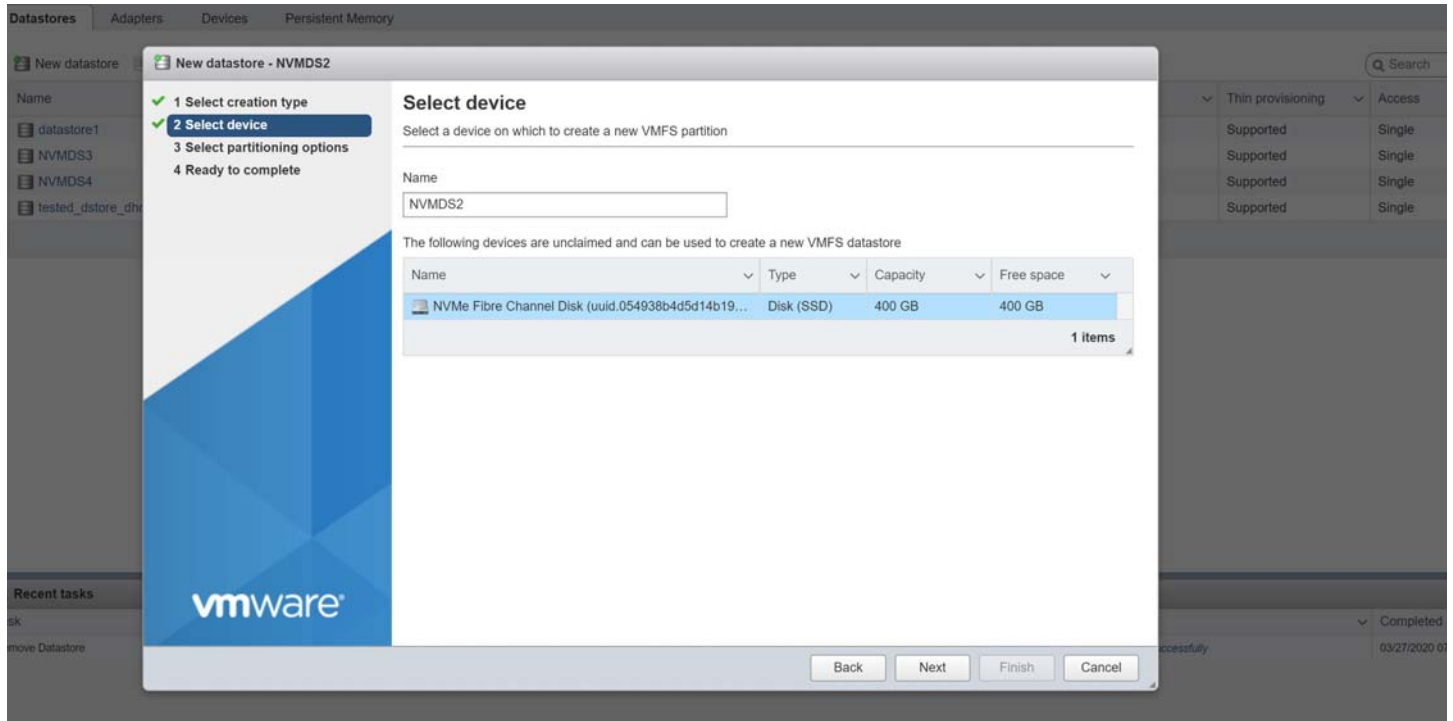 Datastores Adapters Devices Persistent Memory
New datastore
Search
Name
Thin provisioning Access
datastore1 Supported Single
NVMDS3 Supported Single
NVMDS4 Supported Single
tested_dstore_dh Supported Single
New datastore - NVMDS2
1 Select creation type
2 Select device
3 Select partitioning options
4 Ready to complete
Select device
Select a device on which to create a new VMFS partition
Name
NVMDS2
The following devices are unclaimed and can be used to create a new VMFS datastore
Name Type Capacity Free space
NVMe Fibre Channel Disk (uuid.054938b4d5d14b19... Disk (SSD) 400 GB 400 GB
1 items
vmware
Back Next Finish Cancel
Recent tasks
sk Completed
move Datastore ccessfully 03/27/2020 07